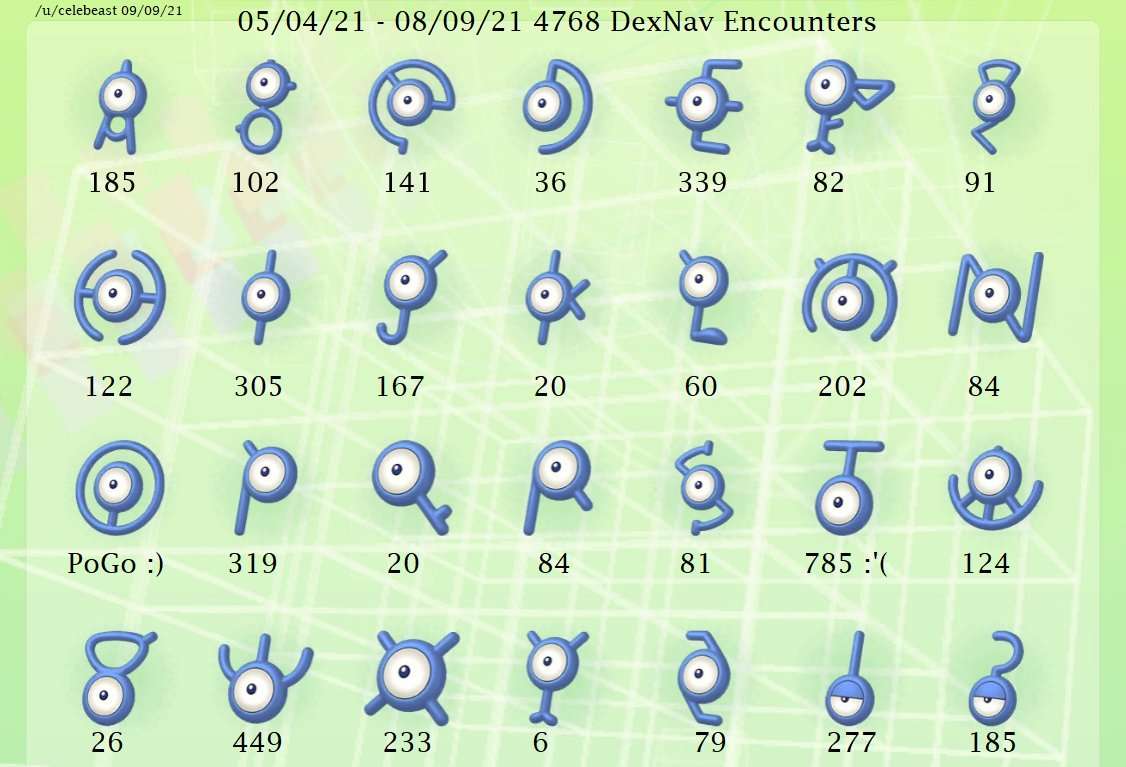 /u/celebeast 09/09/21
05/04/21 - 08/09/21 4768 DexNav Encounters
185 102 141 36 339 82 91
122 305 167 20 60 202 84
PoGo :) 319 20 84 81 785 :'( 124
26 449 233 6 79 277 185